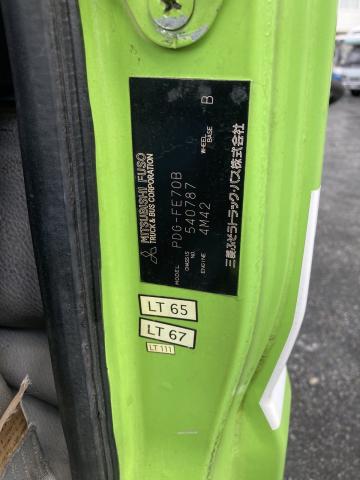 MITSUBISHI FUSO
TRUCK & BUS CORPORATION
MODEL PDG-FE70B
CHASSIS NO. 540787
ENGINE 4M42 WHEEL BASE B
三菱ふそうトラック・バス株式会社
LT 65
LT 67
LT 111